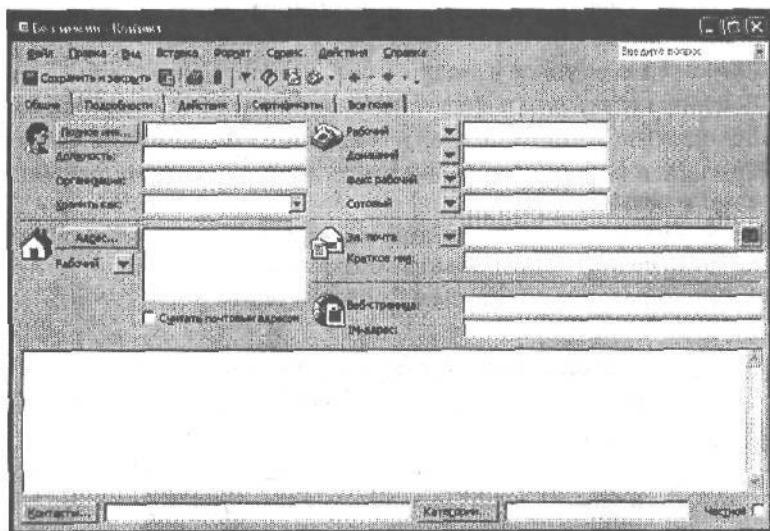 Без имени - Контакт
Файл Правка Вид Вставка Формат Сервис Действия Справка
Введите вопрос
Сохранить и закрыть
Общие Подробности Действия Сертификаты Все поля
Полное имя...
Рабочий
Должность:
Домашний
Организация:
Факс рабочий
Хранить как:
Сотовый
Адрес...
Эл. почта
Рабочий
Краткое имя:
Считать почтовым адресом
Веб-страница:
IM-адрес:
Контакты...
Категории...
Частное